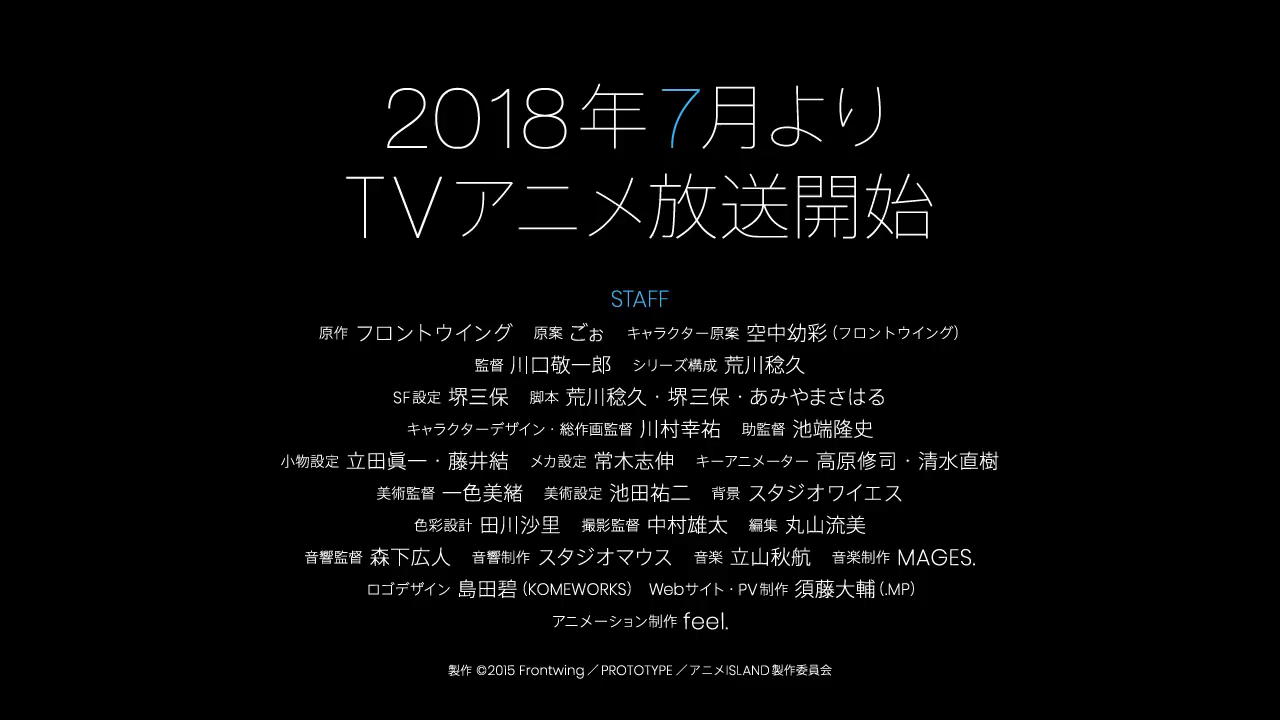 2018年7月より
TVアニメ放送開始
STAFF
原作 フロントウイング 原案 ごぉ キャラクター原案 空中幼彩（フロントウイング）
監督 川口敬一郎 シリーズ構成 荒川稔久
SF設定 堺三保 脚本 荒川稔久・堺三保・あみやまさはる
キャラクターデザイン・総作画監督 川村幸祐 助監督 池端隆史
小物設定 立田眞一・藤井結 メカ設定 常木志伸 キーアニメーター 高原修司・清水直樹
美術監督 一色美緒 美術設定 池田祐二 背景 スタジオワイエス
色彩設計 田川沙里 撮影監督 中村雄太 編集 丸山流美
音響監督 森下広人 音響制作 スタジオマウス 音楽 立山秋航 音楽制作 MAGES.
ロゴデザイン 島田碧（KOMEWORKS） Webサイト・PV制作 須藤大輔（.MP）
アニメーション制作 feel.
製作 ©2015 Frontwing／PROTOTYPE／アニメISLAND製作委員会